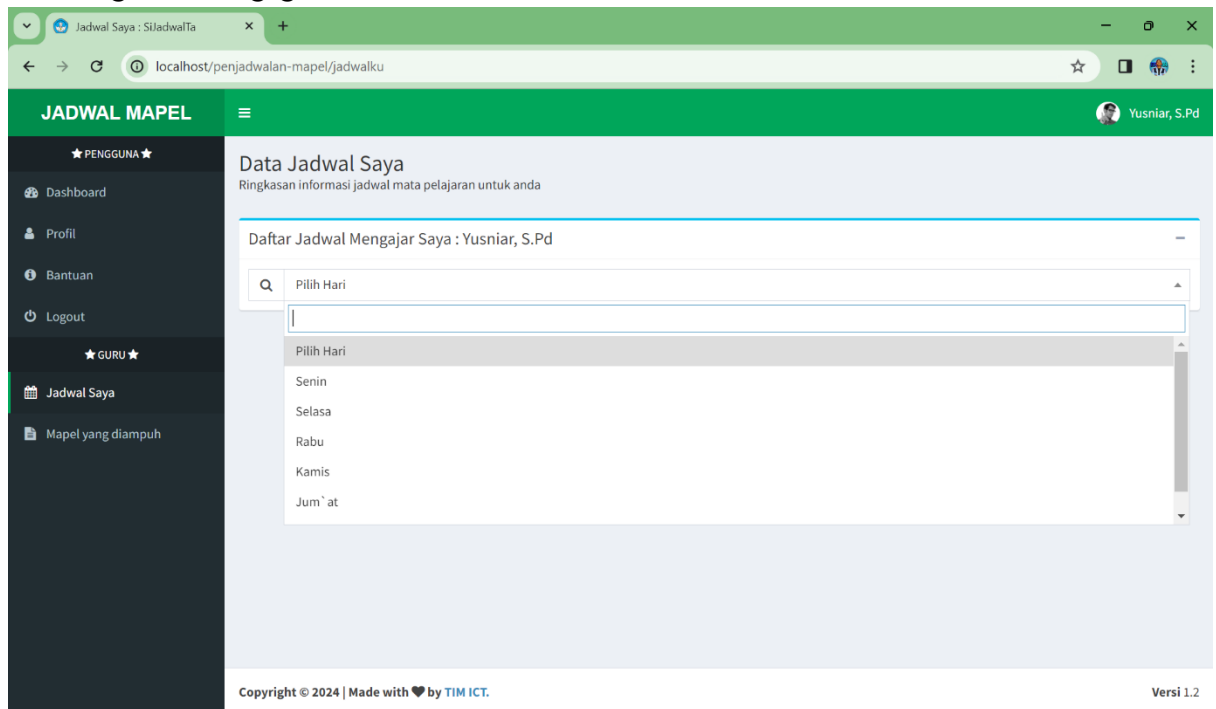 Jadwal Saya : SiJadwalTa
localhost/penjadwalan-mapel/jadwalku
JADWAL MAPEL
Yusniar, S.Pd
PENGGUNA
Dashboard
Profil
Bantuan
Logout
GURU
Jadwal Saya
Mapel yang diampuh
Data Jadwal Saya
Ringkasan informasi jadwal mata pelajaran untuk anda
Daftar Jadwal Mengajar Saya : Yusniar, S.Pd
Pilih Hari
Pilih Hari
Senin
Selasa
Rabu
Kamis
Jum`at
Copyright © 2024 | Made with ♥ by TIM ICT.
Versi 1.2